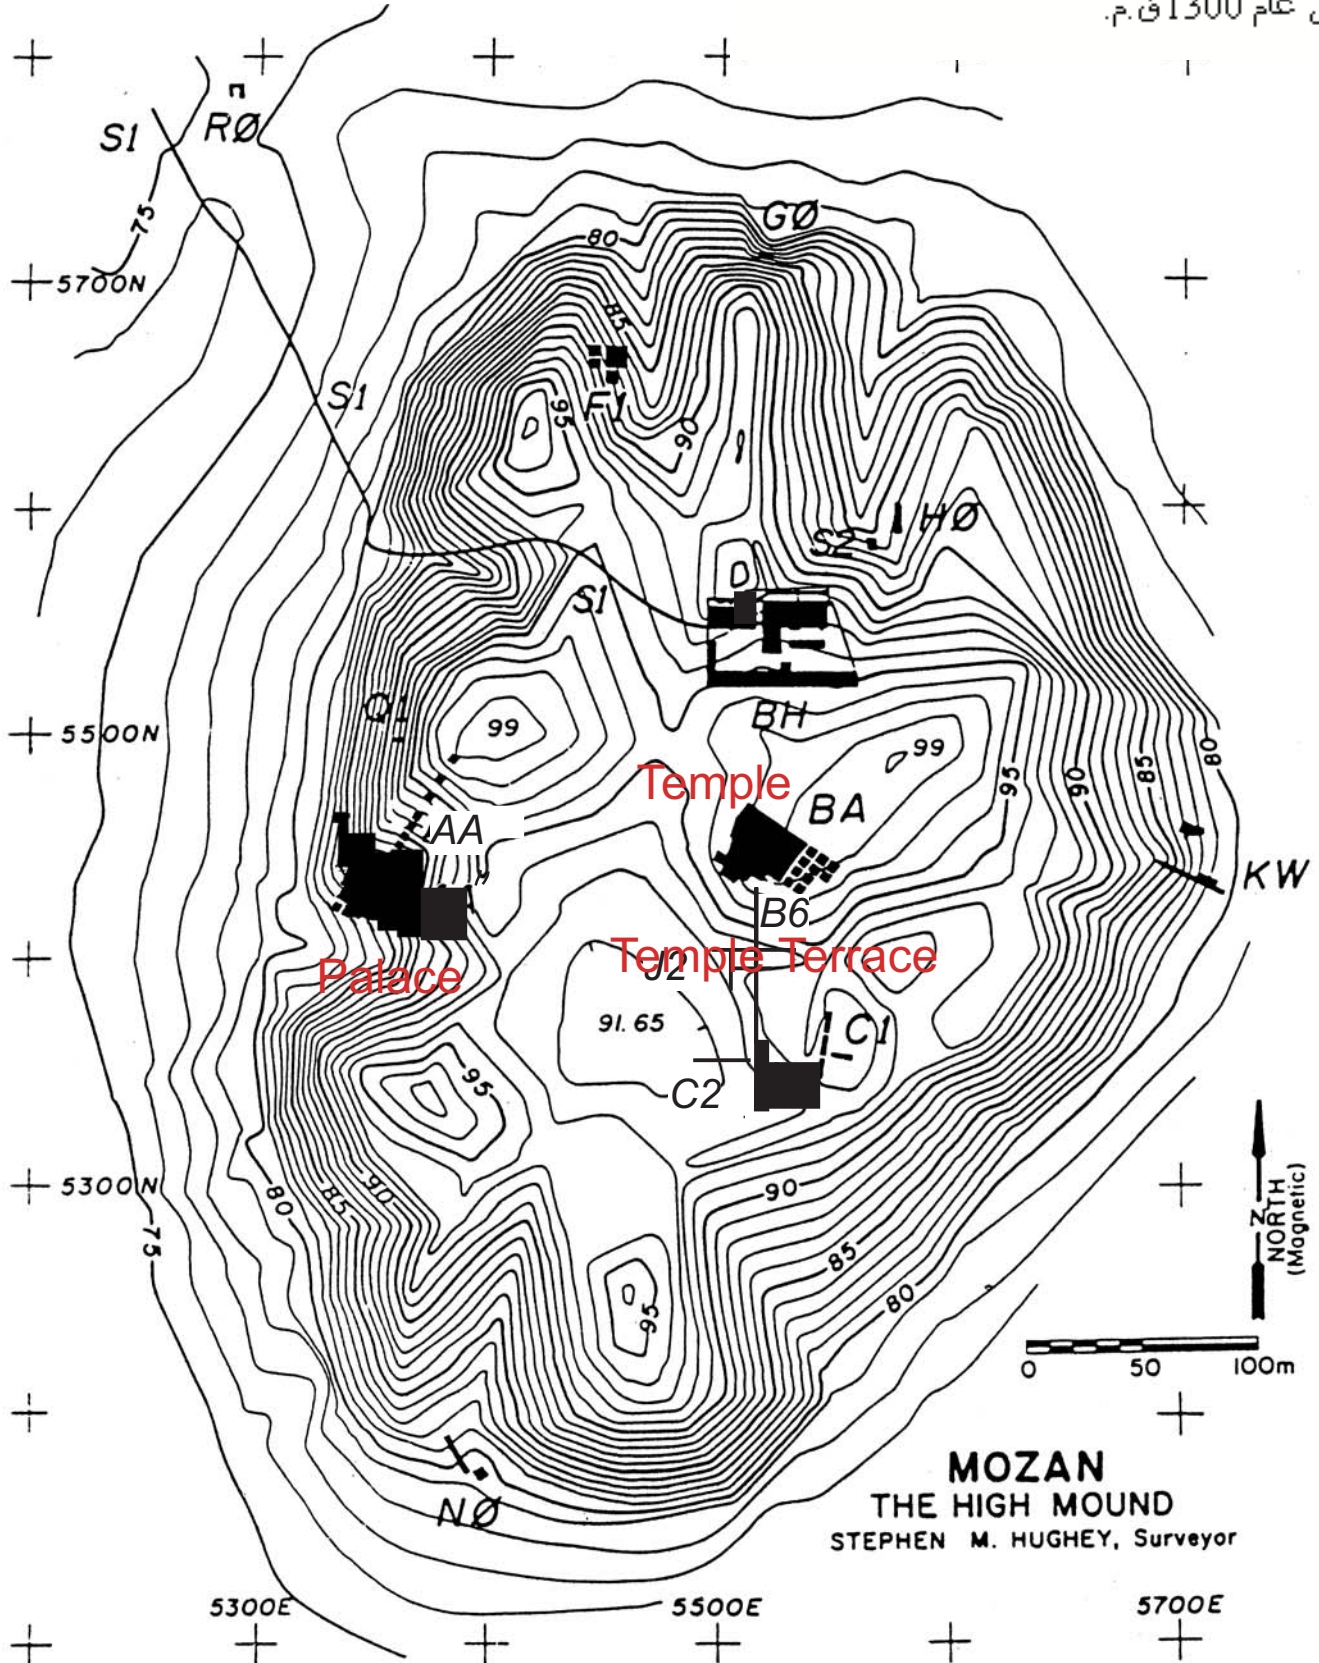 عام 1300ق.م.
S1
RØ
75
GØ
80
5700N
85
S1
F1
95
90
S2
HØ
S1
Q1
BH
99
99
5500N
95
90
85
80
Temple
BA
AA
KW
B6
Temple Terrace
J2
Palace
91.65
C1
95
C2
5300N
80
85
90
90
75
85
80
95
N
NORTH
(Magnetic)
0 50 100m
MOZAN
THE HIGH MOUND
STEPHEN M. HUGHEY, Surveyor
NØ
5300E 5500E 5700E